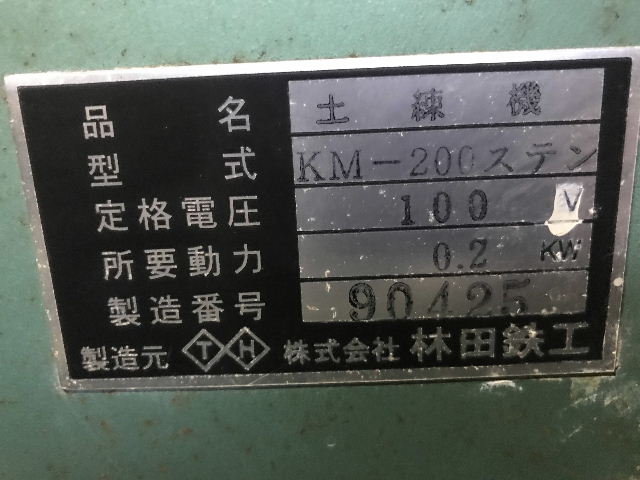 品名 土練機
型式 KM-200ステン
定格電圧 100 V
所要動力 0.2 KW
製造番号 90425
製造元 TH 株式会社 林田鉄工